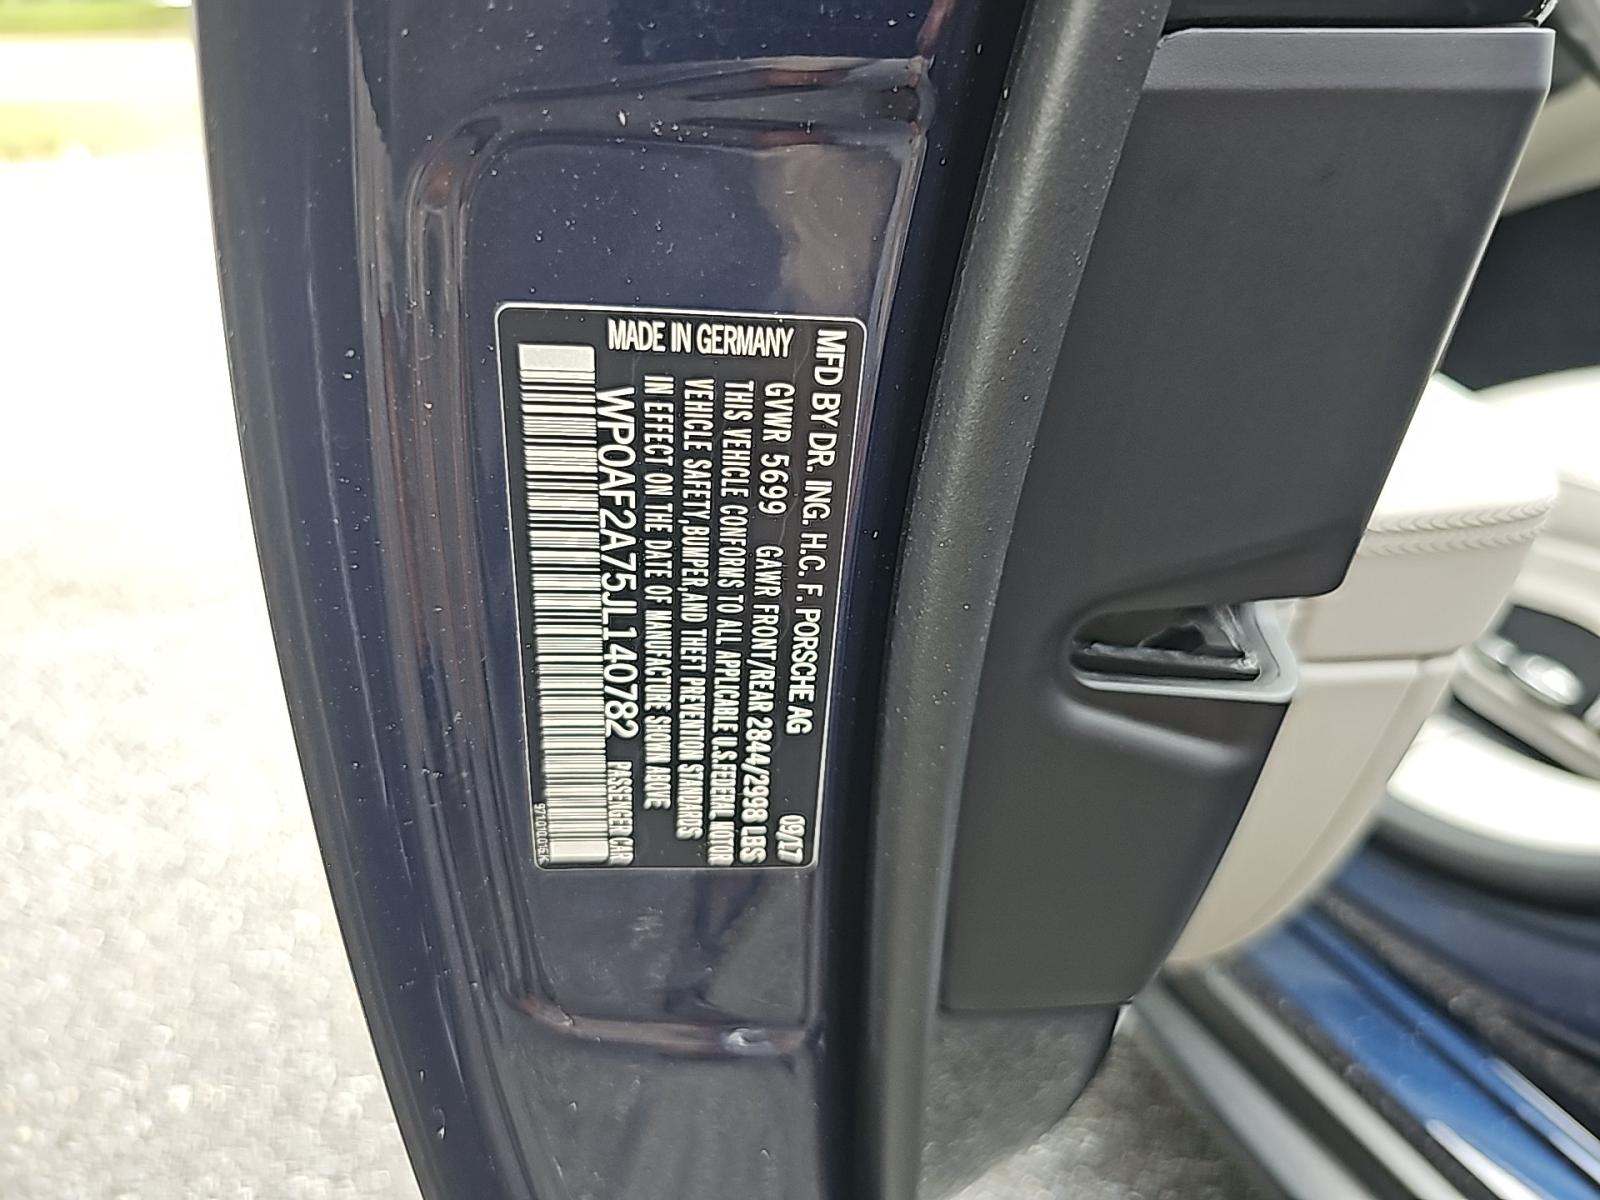 MFD BY DR. ING. H.C. F. PORSCHE AG 09/17
GVWR 5699 GAWR FRONT/REAR 2844/2998 LBS
THIS VEHICLE CONFORMS TO ALL APPLICABLE U.S.FEDERAL MOTOR
VEHICLE SAFETY,BUMPER,AND THEFT PREVENTION STANDARDS
IN EFFECT ON THE DATE OF MANUFACTURE SHOWN ABOVE
MADE IN GERMANY
WP0AF2A75JL140782 PASSENGER CAR